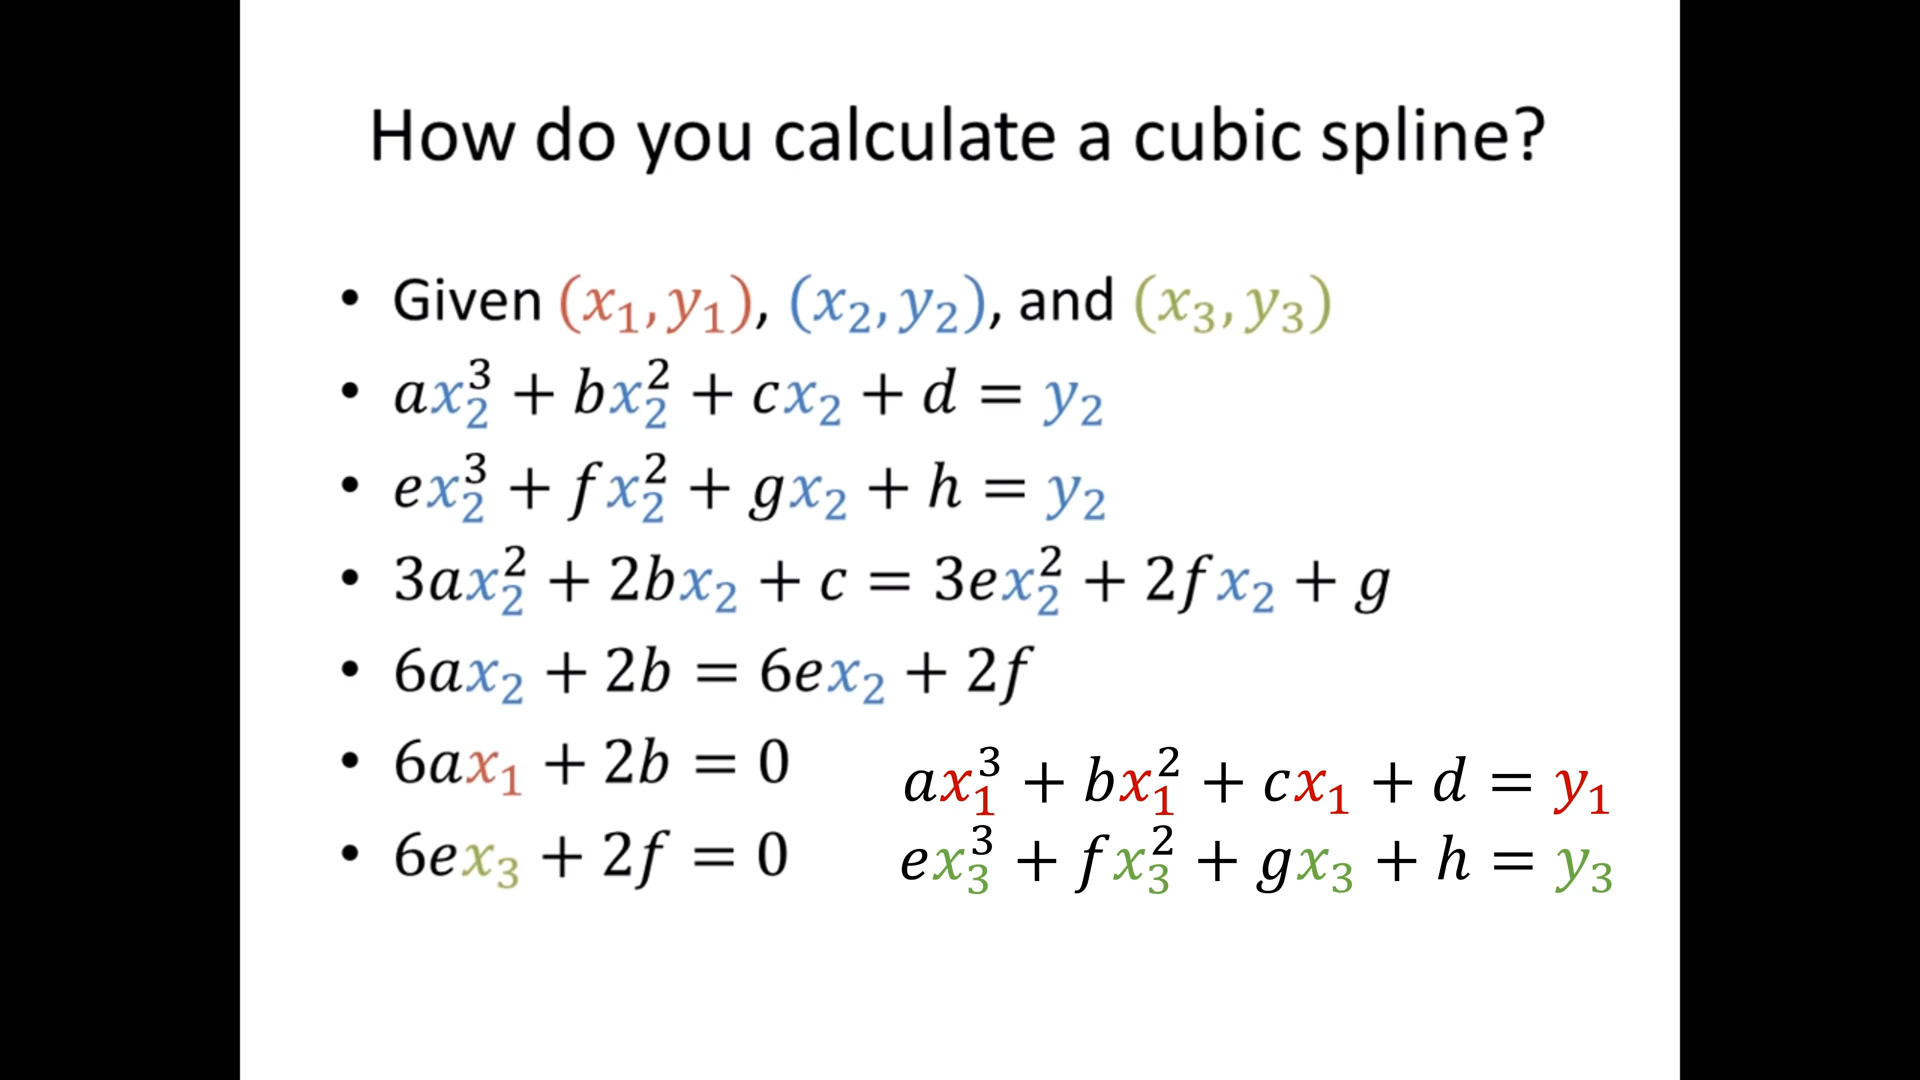 How do you calculate a cubic spline?
• Given (x₁, y₁), (x₂, y₂), and (x₃, y₃)
• ax₂³ + bx₂² + cx₂ + d = y₂
• ex₂³ + fx₂² + gx₂ + h = y₂
• 3ax₂² + 2bx₂ + c = 3ex₂² + 2fx₂ + g
• 6ax₂ + 2b = 6ex₂ + 2f
• 6ax₁ + 2b = 0
ax₁³ + bx₁² + cx₁ + d = y₁
• 6ex₃ + 2f = 0
ex₃³ + fx₃² + gx₃ + h = y₃